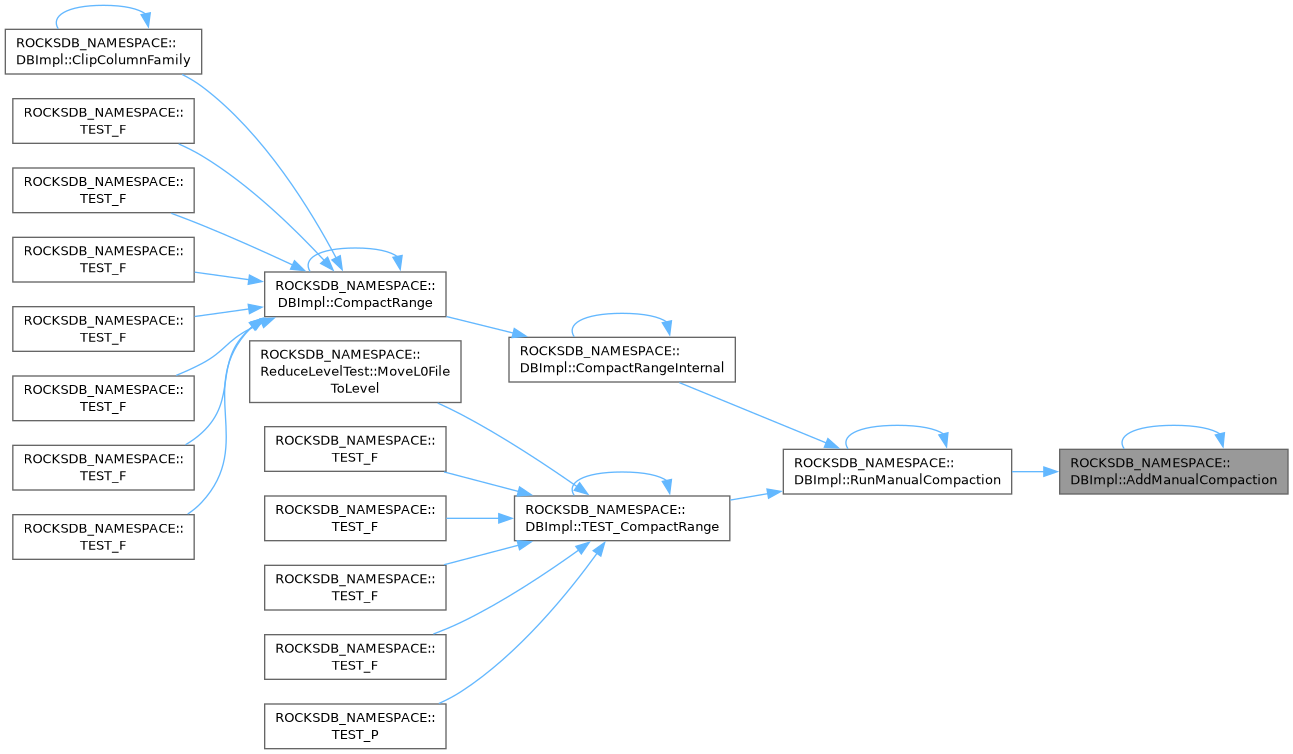 ROCKSDB_NAMESPACE::
DBImpl::ClipColumnFamily
ROCKSDB_NAMESPACE::
TEST_F
ROCKSDB_NAMESPACE::
TEST_F
ROCKSDB_NAMESPACE::
TEST_F
ROCKSDB_NAMESPACE::
TEST_F
ROCKSDB_NAMESPACE::
TEST_F
ROCKSDB_NAMESPACE::
TEST_F
ROCKSDB_NAMESPACE::
TEST_F
ROCKSDB_NAMESPACE::
DBImpl::CompactRange
ROCKSDB_NAMESPACE::
ReduceLevelTest::MoveL0File
ToLevel
ROCKSDB_NAMESPACE::
TEST_F
ROCKSDB_NAMESPACE::
TEST_F
ROCKSDB_NAMESPACE::
TEST_F
ROCKSDB_NAMESPACE::
TEST_F
ROCKSDB_NAMESPACE::
TEST_P
ROCKSDB_NAMESPACE::
DBImpl::CompactRangeInternal
ROCKSDB_NAMESPACE::
DBImpl::TEST_CompactRange
ROCKSDB_NAMESPACE::
DBImpl::RunManualCompaction
ROCKSDB_NAMESPACE::
DBImpl::AddManualCompaction